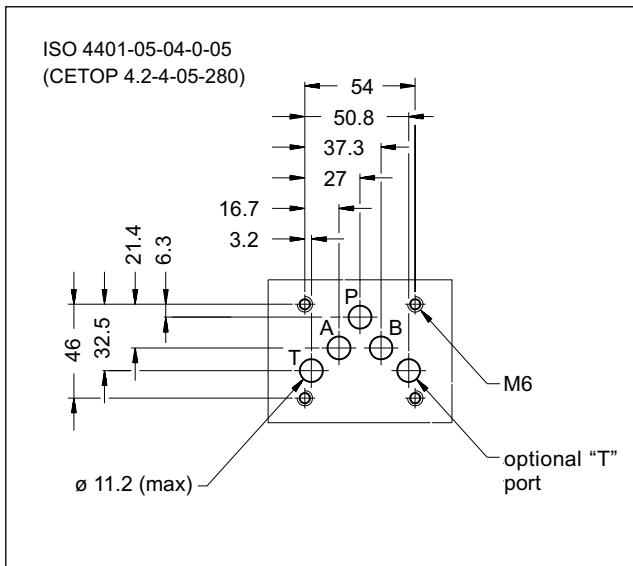 ISO 4401-05-04-0-05
(CETOP 4.2-4-05-280)
54
50.8
37.3
27
16.7
3.2
21.4
6.3
46
32.5
P
A
B
T
M6
ø 11.2 (max)
optional “T”
port